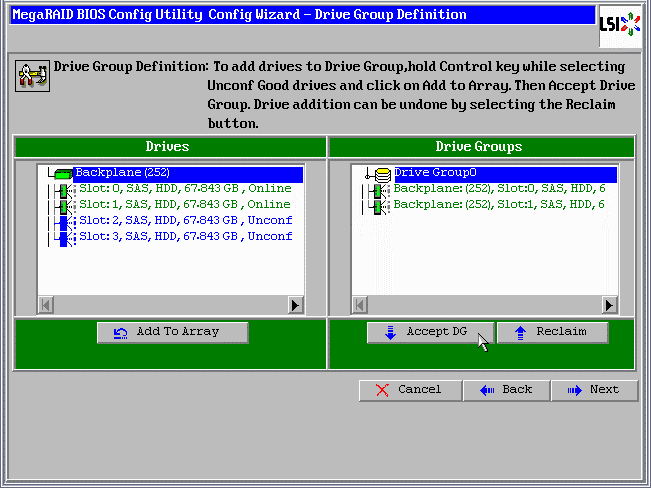 MegaRAID BIOS Config Utility  Config Wizard - Drive Group Definition
LSI
Drive Group Definition: To add drives to Drive Group,hold Control key while selecting
Unconf Good drives and click on Add to Array. Then Accept Drive
Group. Drive addition can be undone by selecting the Reclaim
button.
Drives
Drive Groups
Backplane (252)
Slot: 0, SAS, HDD, 67.843 GB , Online
Slot: 1, SAS, HDD, 67.843 GB , Online
Slot: 2, SAS, HDD, 67.843 GB , Unconf
Slot: 3, SAS, HDD, 67.843 GB , Unconf
Drive Group0
Backplane: (252), Slot:0, SAS, HDD, 6
Backplane: (252), Slot:1, SAS, HDD, 6
Add To Array
Accept DG
Reclaim
Cancel
Back
Next